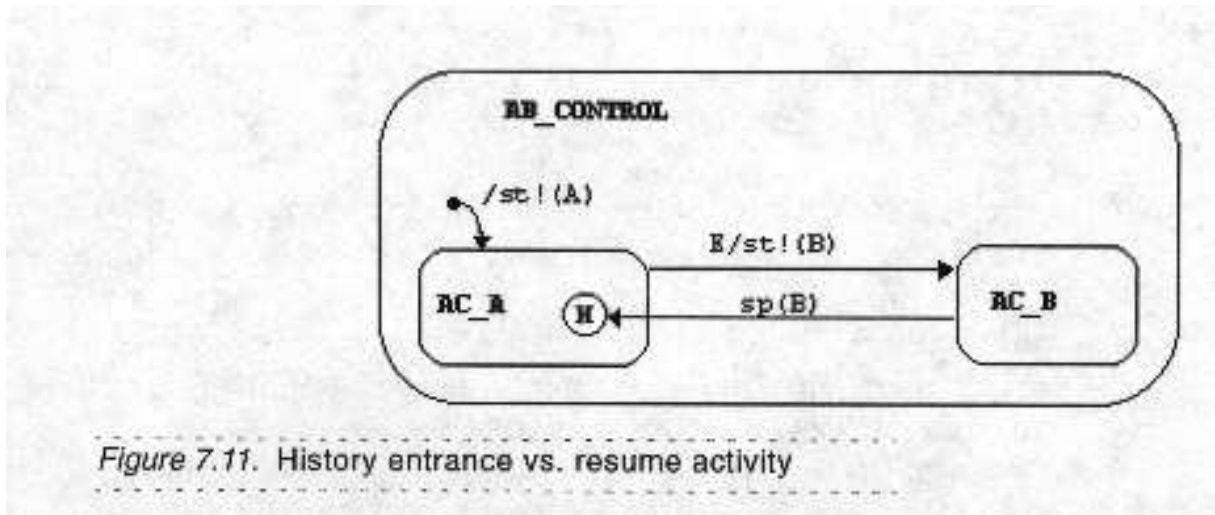 AB_CONTROL
/st!(A)
E/st!(B)
AC_A
H
sp(B)
AC_B
Figure 7.11. History entrance vs. resume activity